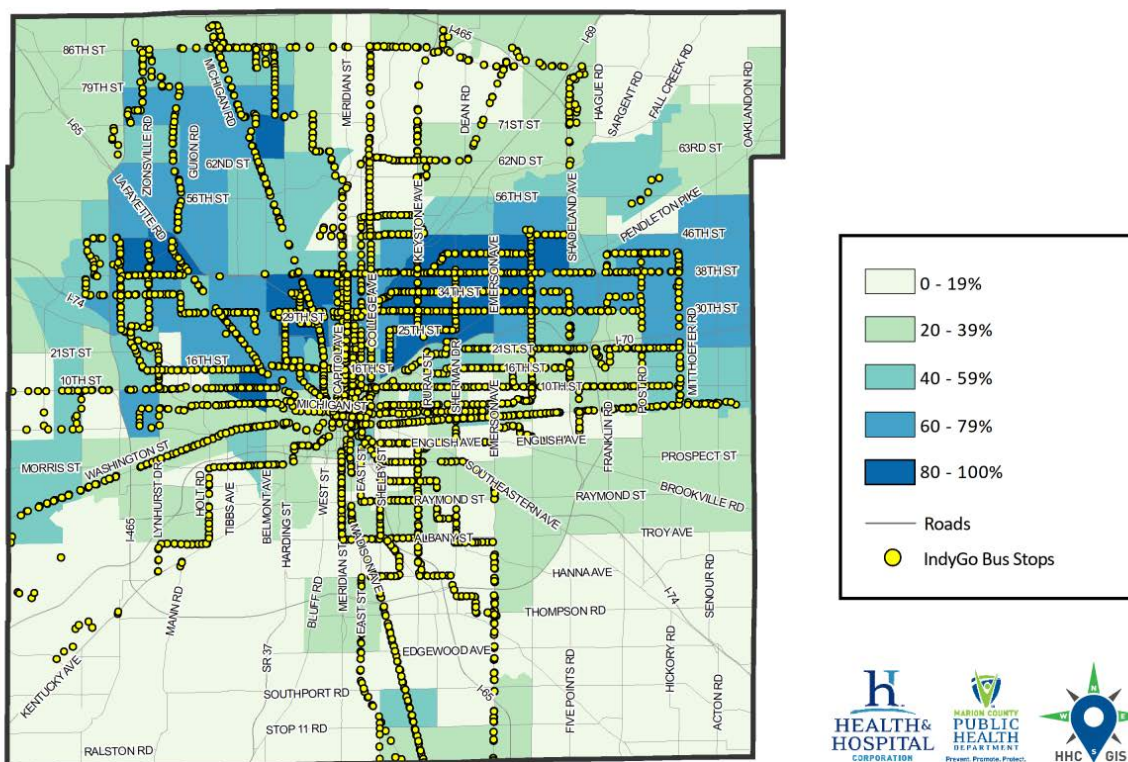 I-465
I-69
86TH ST
MICHIGAN RD
MERIDIAN ST
DEAN RD
HAGUE RD
SARGENT RD
FALL CREEK RD
OAKLANDON RD
79TH ST
I-65
ZIONSVILLE RD
GUION RD
71ST ST
62ND ST
62ND ST
63RD ST
LAFAYETTE RD
56TH ST
KEYSTONE AVE
56TH ST
SHADELAND AVE
PENDLETON PIKE
46TH ST
COLLEGE AVE
EMERSON AVE
38TH ST
I-74
34TH ST
29TH ST
30TH ST
CAPITOL AVE
25TH ST
MITTHOEFER RD
21ST ST
16TH ST
16TH ST
RURAL ST
SHERMAN DR
21ST ST
I-70
16TH ST
POST RD
10TH ST
10TH ST
MICHIGAN ST
EMERSON AVE
FRANKLIN RD
ENGLISH AVE
ENGLISH AVE
MORRIS ST
WASHINGTON ST
PROSPECT ST
LYNHURST DR
HOLT RD
TIBBS AVE
BELMONT AVE
HARDING ST
WEST ST
EAST ST
SHELBY ST
SOUTHEASTERN AVE
RAYMOND ST
RAYMOND ST
BROOKVILLE RD
I-465
ALBANY ST
TROY AVE
MADISON AVE
MERIDIAN ST
BLUFF RD
MANN RD
HANNA AVE
I-74
SENOUR RD
THOMPSON RD
EAST ST
KENTUCKY AVE
SR 37
EDGEWOOD AVE
FIVE POINTS RD
HICKORY RD
ACTON RD
SOUTHPORT RD
I-65
STOP 11 RD
RALSTON RD
0 - 19%
20 - 39%
40 - 59%
60 - 79%
80 - 100%
Roads
IndyGo Bus Stops
h
HEALTH&
HOSPITAL
CORPORATION
MARION COUNTY
PUBLIC
HEALTH
DEPARTMENT
Prevent. Promote. Protect.
N
W E
S
HHC GIS